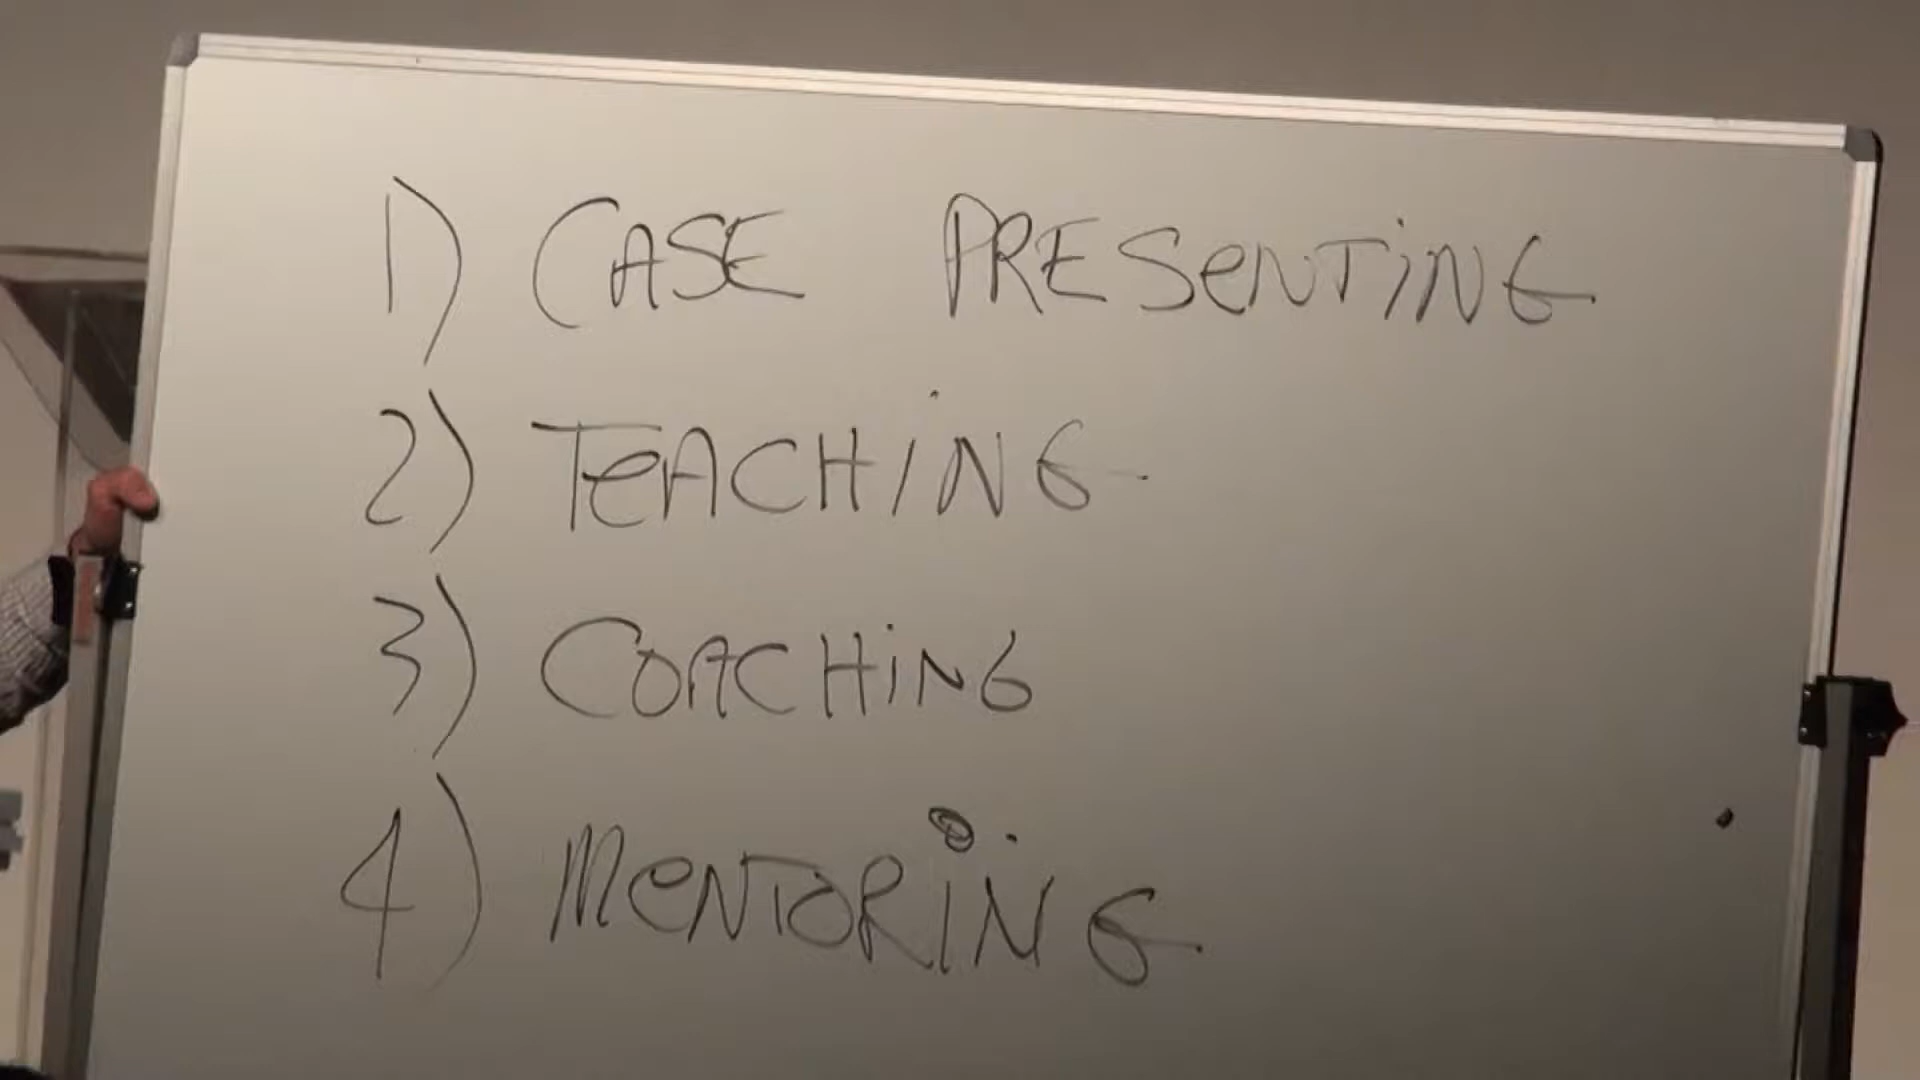 1) CASE PRESENTING
2) TEACHING
3) COACHING
4) MENTORING